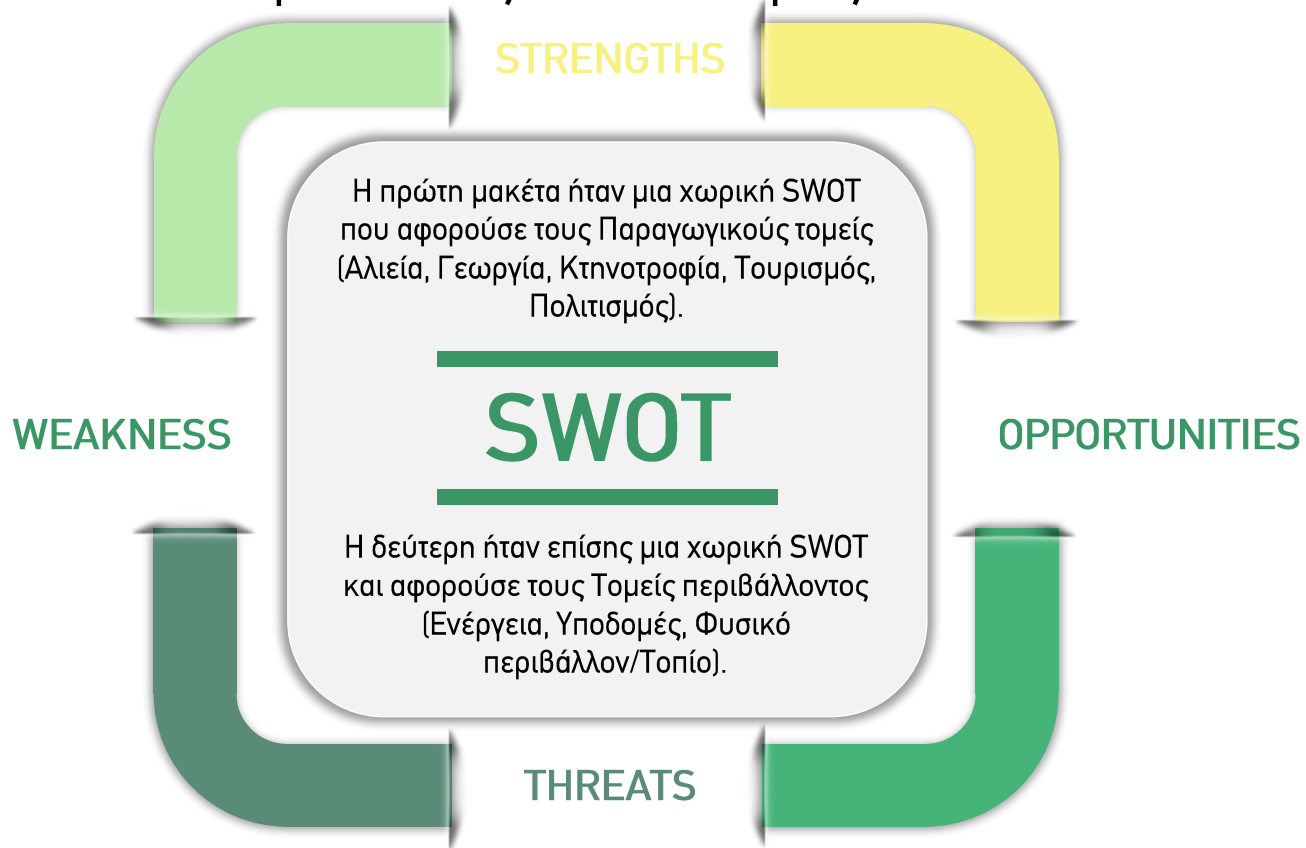 STRENGTHS
Η πρώτη μακέτα ήταν μια χωρική SWOT
που αφορούσε τους Παραγωγικούς τομείς
(Αλιεία, Γεωργία, Κτηνοτροφία, Τουρισμός,
Πολιτισμός).
WEAKNESS
SWOT
OPPORTUNITIES
Η δεύτερη ήταν επίσης μια χωρική SWOT
και αφορούσε τους Τομείς περιβάλλοντος
(Ενέργεια, Υποδομές, Φυσικό
περιβάλλον/Τοπίο).
THREATS